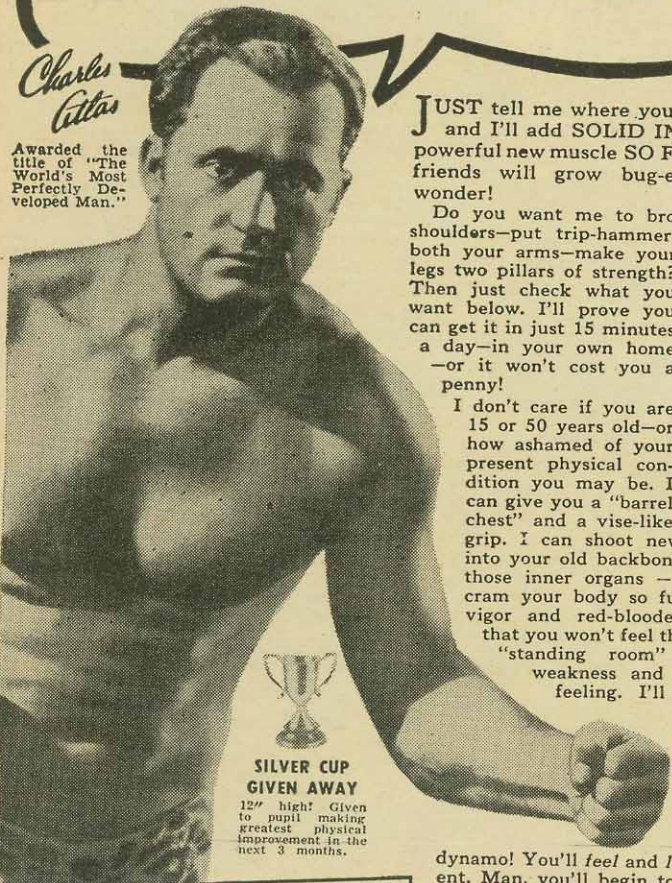 Charles
Atlas
Awarded the
title of "The
World's Most
Perfectly De-
veloped Man."
JUST tell me where you
and I'll add SOLID IN
powerful new muscle SO F
friends will grow bug-e
wonder!
Do you want me to bro
shoulders—put trip-hammer
both your arms—make your
legs two pillars of strength?
Then just check what you
want below. I'll prove you
can get it in just 15 minutes
a day—in your own home
—or it won't cost you a
penny!
I don't care if you are
15 or 50 years old—or
how ashamed of your
present physical con-
dition you may be. I
can give you a "barrel
chest" and a vise-like
grip. I can shoot new
into your old backbon
those inner organs —
cram your body so fu
vigor and red-bloode
that you won't feel th
"standing room"
weakness and
feeling. I'll
SILVER CUP
GIVEN AWAY
12" high! Given
to pupil making
greatest physical
improvement in the
next 3 months.
dynamo! You'll feel and l
ent. Man, you'll begin to